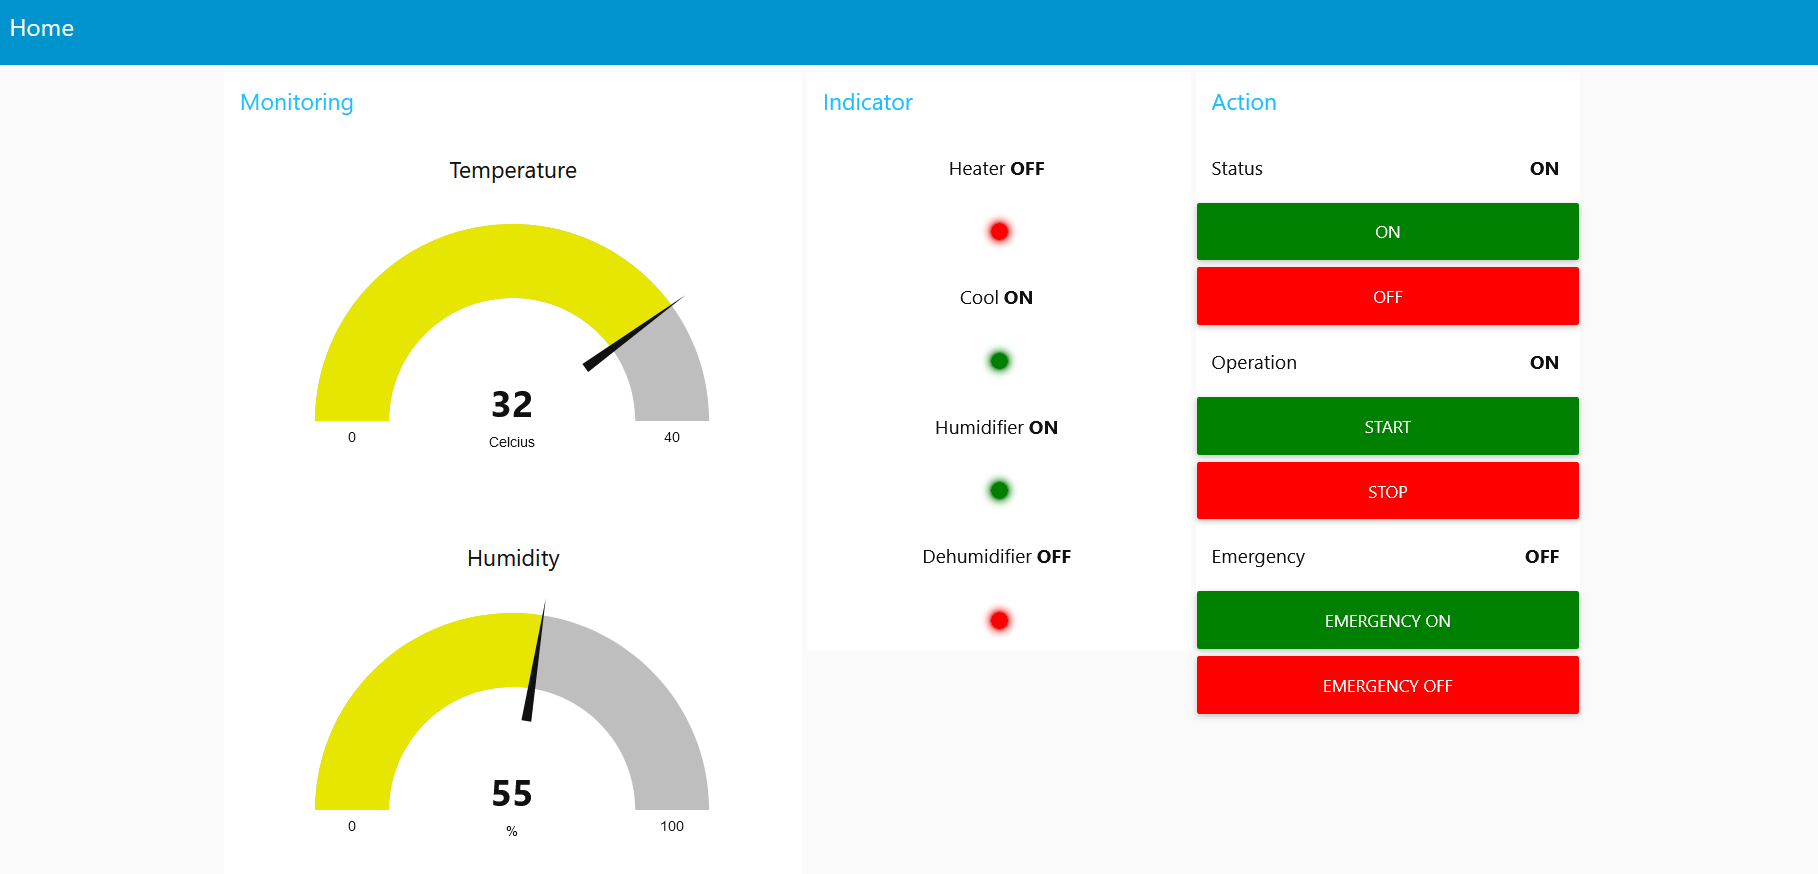 Home
Monitoring
Temperature
32
Celcius
0
40
Humidity
55
%
0
100
Indicator
Heater OFF
Cool ON
Humidifier ON
Dehumidifier OFF
Action
Status ON
ON
OFF
Operation ON
START
STOP
Emergency OFF
EMERGENCY ON
EMERGENCY OFF